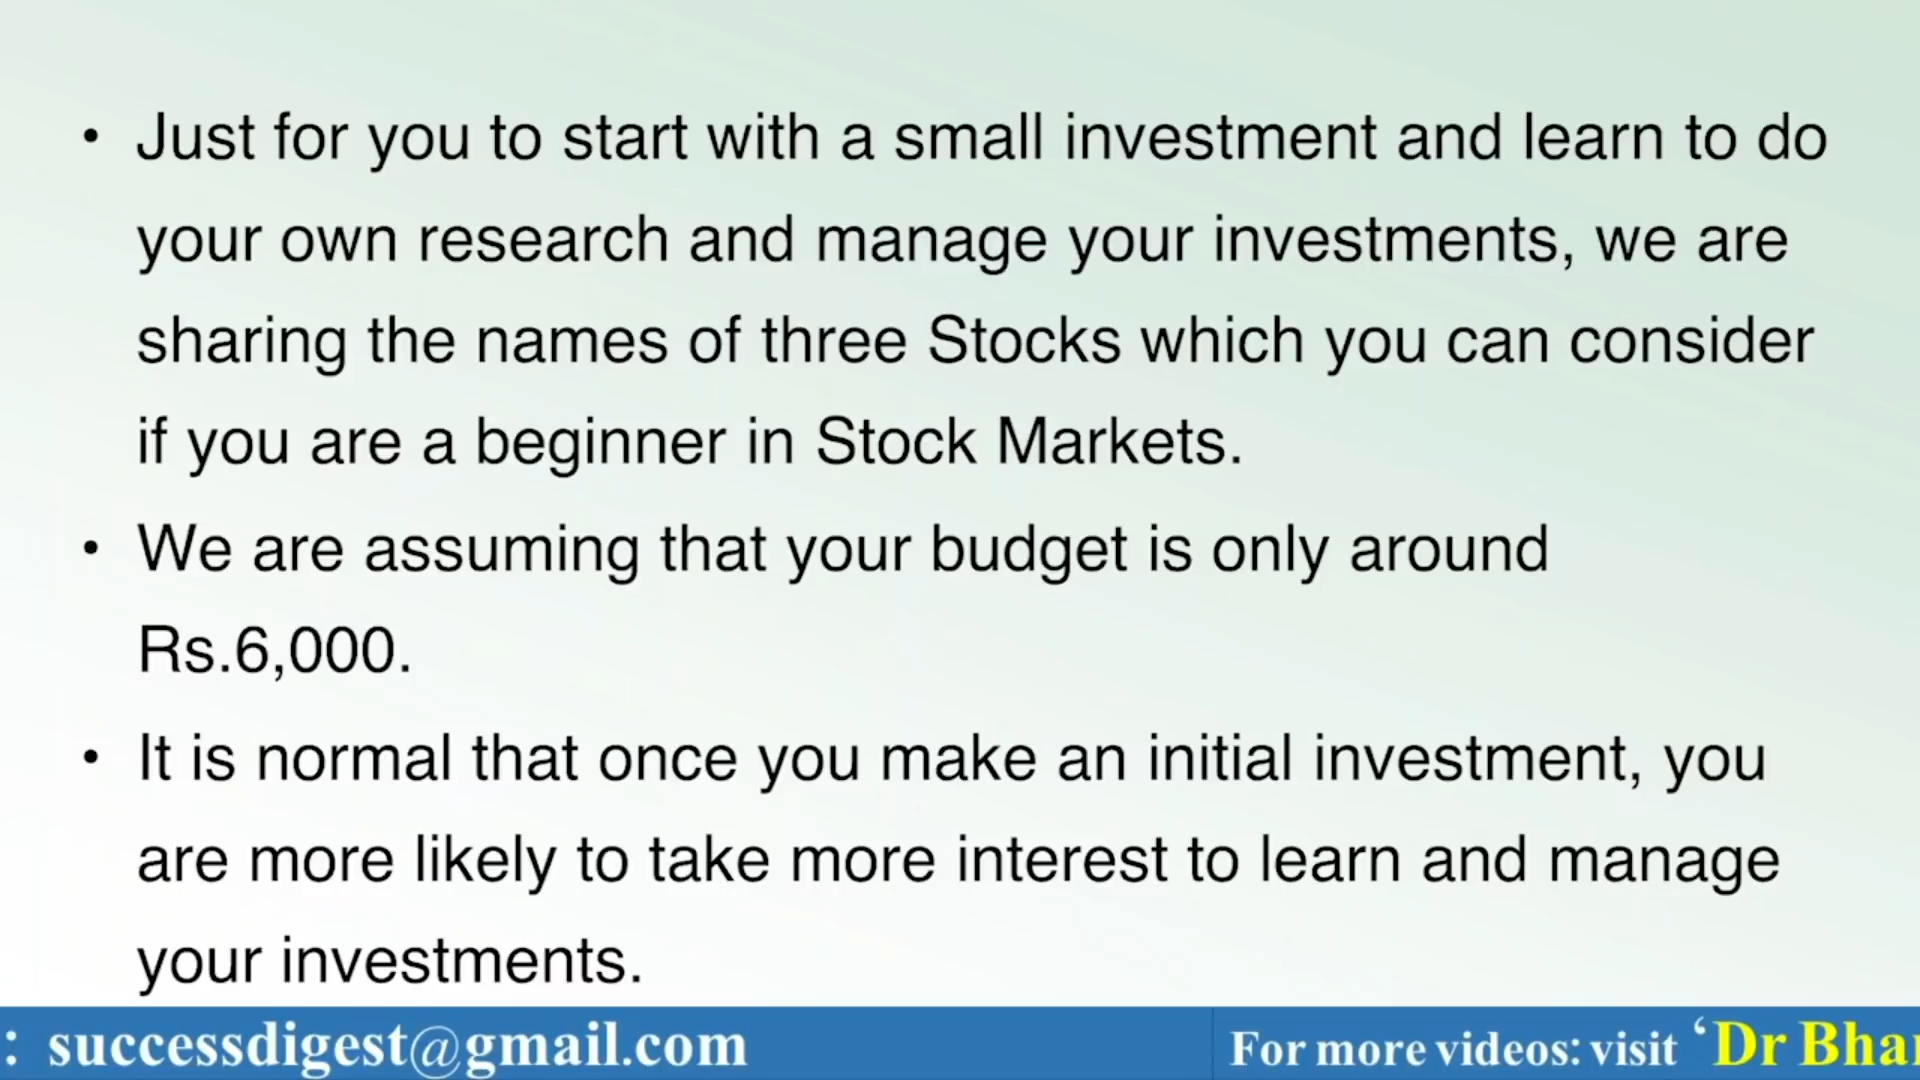 • Just for you to start with a small investment and learn to do
your own research and manage your investments, we are
sharing the names of three Stocks which you can consider
if you are a beginner in Stock Markets.
• We are assuming that your budget is only around
Rs.6,000.
• It is normal that once you make an initial investment, you
are more likely to take more interest to learn and manage
your investments.
: successdigest@gmail.com
For more videos: visit ‘Dr